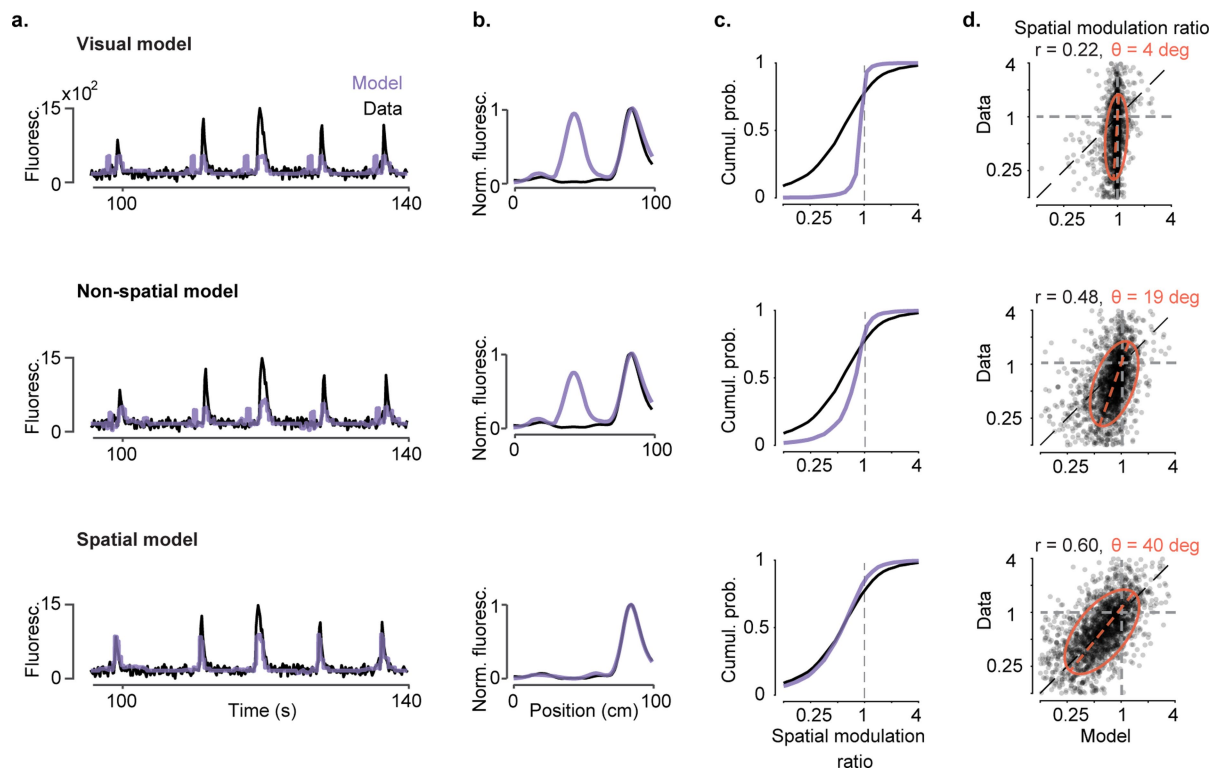 a.
b.
c.
d.
Visual model
Fluoresc.
×10²
15
0
100
140
Model
Data
Norm. fluoresc.
1
0
0
100
Cumul. prob.
1
0.5
0
0.25
1
4
Spatial modulation ratio
r = 0.22, θ = 4 deg
Data
4
1
0.25
0.25
1
4
Non-spatial model
Fluoresc.
15
0
100
140
Norm. fluoresc.
1
0
0
100
Cumul. prob.
1
0.5
0
0.25
1
4
r = 0.48, θ = 19 deg
Data
4
1
0.25
0.25
1
4
Spatial model
Fluoresc.
15
0
100
140
Time (s)
Norm. fluoresc.
1
0
0
100
Position (cm)
Cumul. prob.
1
0.5
0
0.25
1
4
Spatial modulation
ratio
r = 0.60, θ = 40 deg
Data
4
1
0.25
0.25
1
4
Model